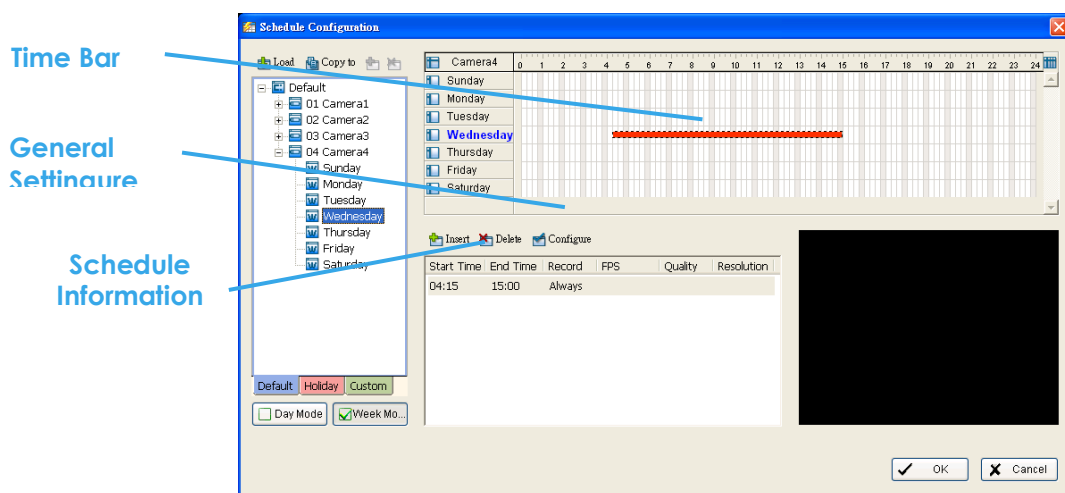 Schedule Configuration
Time Bar
General
Settingaure
Schedule
Information
Load Copy to
Default
01 Camera1
02 Camera2
03 Camera3
04 Camera4
Sunday
Monday
Tuesday
Wednesday
Thursday
Friday
Saturday
Default Holiday Custom
Day Mode Week Mo...
Camera4 0 1 2 3 4 5 6 7 8 9 10 11 12 13 14 15 16 17 18 19 20 21 22 23 24
Sunday
Monday
Tuesday
Wednesday
Thursday
Friday
Saturday
Insert Delete Configure
Start Time End Time Record FPS Quality Resolution
04:15 15:00 Always
OK Cancel